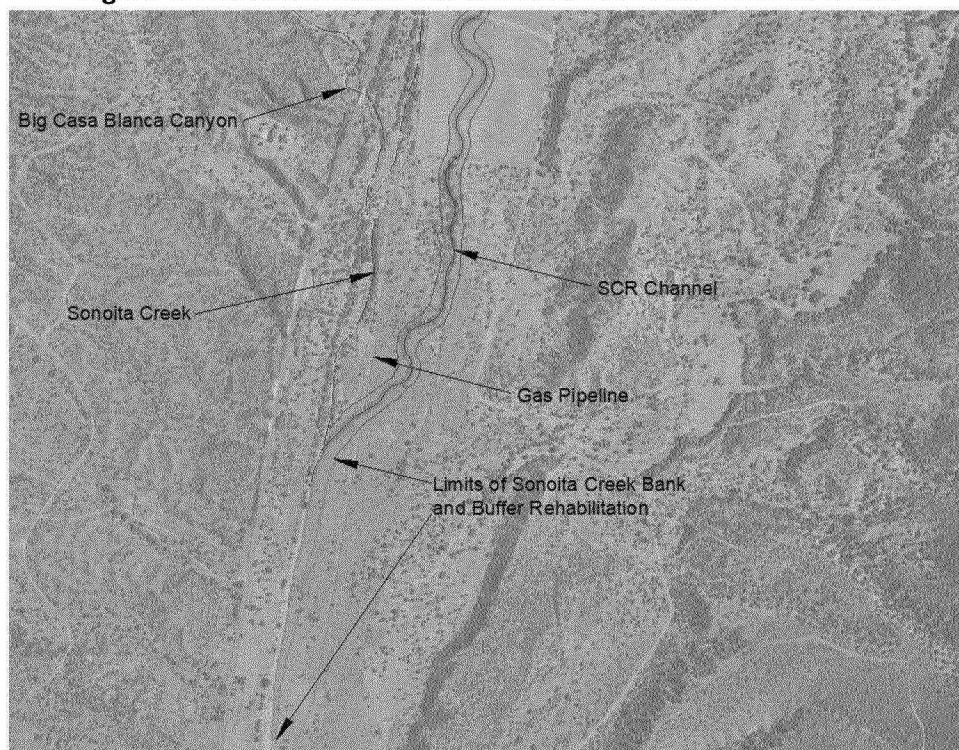 Big Casa Blanca Canyon
SCR Channel
Sonoita Creek
Gas Pipeline
Limits of Sonoita Creek Bank
and Buffer Rehabilitation